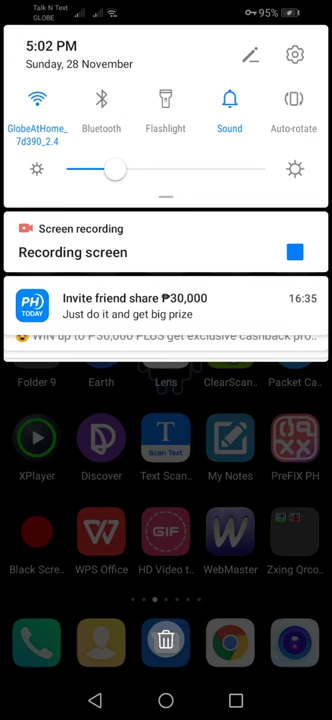 Talk N Text
GLOBE
95%
5:02 PM
Sunday, 28 November
GlobeAtHome_
7d390_2.4
Bluetooth
Flashlight
Sound
Auto-rotate
Screen recording
Recording screen
PH
TODAY
Invite friend share ₱30,000
16:35
Just do it and get big prize
WIN up to ₱30,000 PLUS get exclusive cashback pro...
Folder 9
Earth
Lens
ClearScan..
Packet Ca..
T
Scan Text
XPlayer
Discover
Text Scan..
My Notes
PreFIX PH
GIF
Black Scre..
WPS Office
HD Video t..
WebMaster
Zxing Qrco..